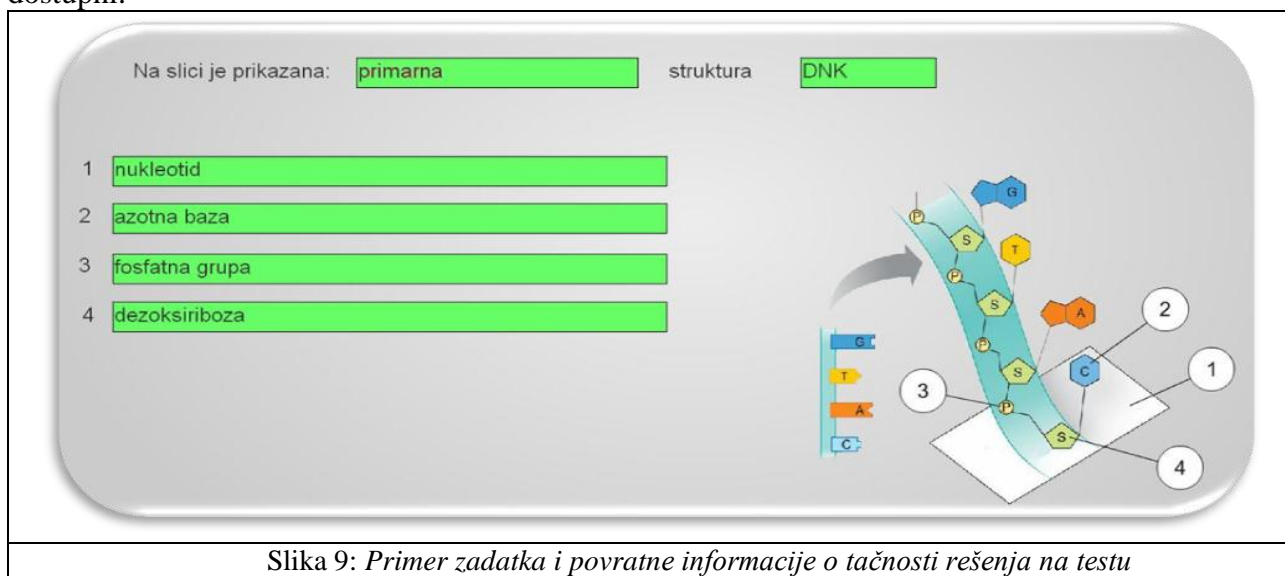 Na slici je prikazana: primarna struktura DNK
1 nukleotid
2 azotna baza
3 fosfatna grupa
4 dezoksiriboza
G
P
S
T
P
S
A
P
S
C
P
S
G
T
A
C
2
1
3
4
Slika 9: Primer zadatka i povratne informacije o tačnosti rešenja na testu